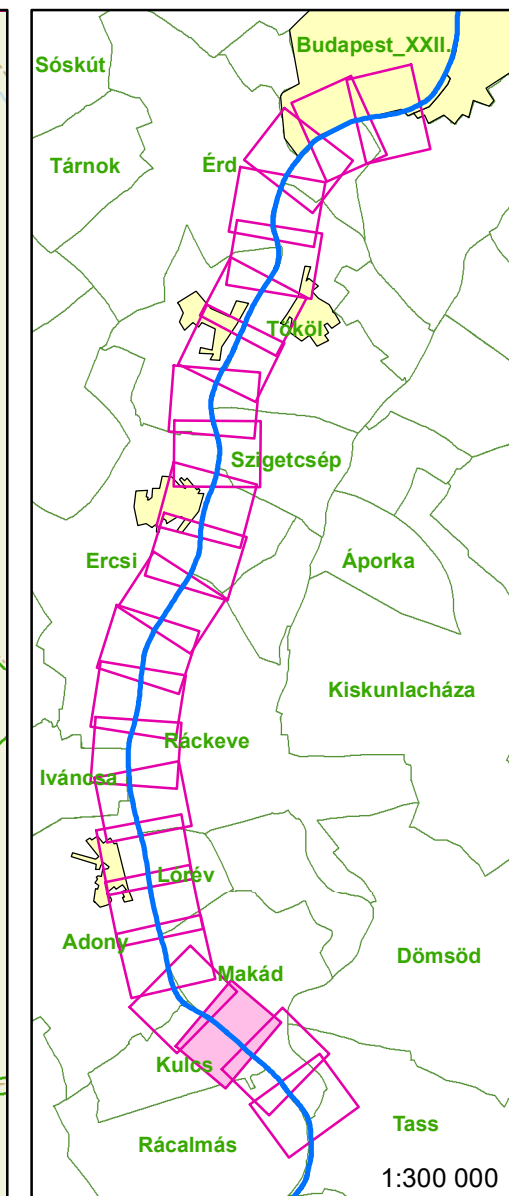 Budapest_XXII.
Sóskút
Tárnok
Érd
Tököl
Szigetcsép
Ercsi
Áporka
Kiskunlacháza
Ráckeve
Iváncsa
Lórév
Adony
Dömsöd
Makád
Kulcs
Tass
Rácalmás
1:300 000